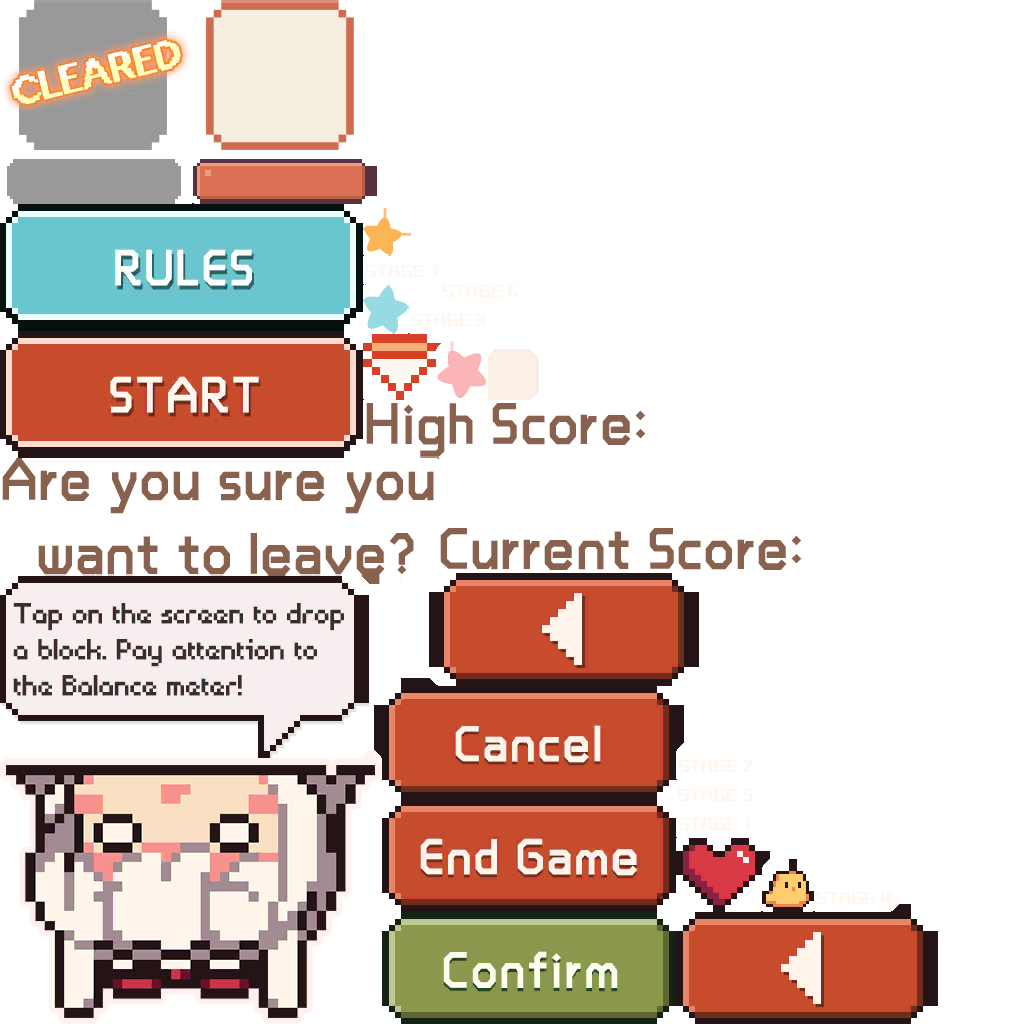 CLEARED
RULES
STAGE 7
STAGE 6
STAGE 3
START
High Score:
Are you sure you
want to leave?
Current Score:
Tap on the screen to drop
a block. Pay attention to
the Balance meter!
Cancel
STAGE 2
STAGE 5
STAGE 1
End Game
STAGE 4
Confirm